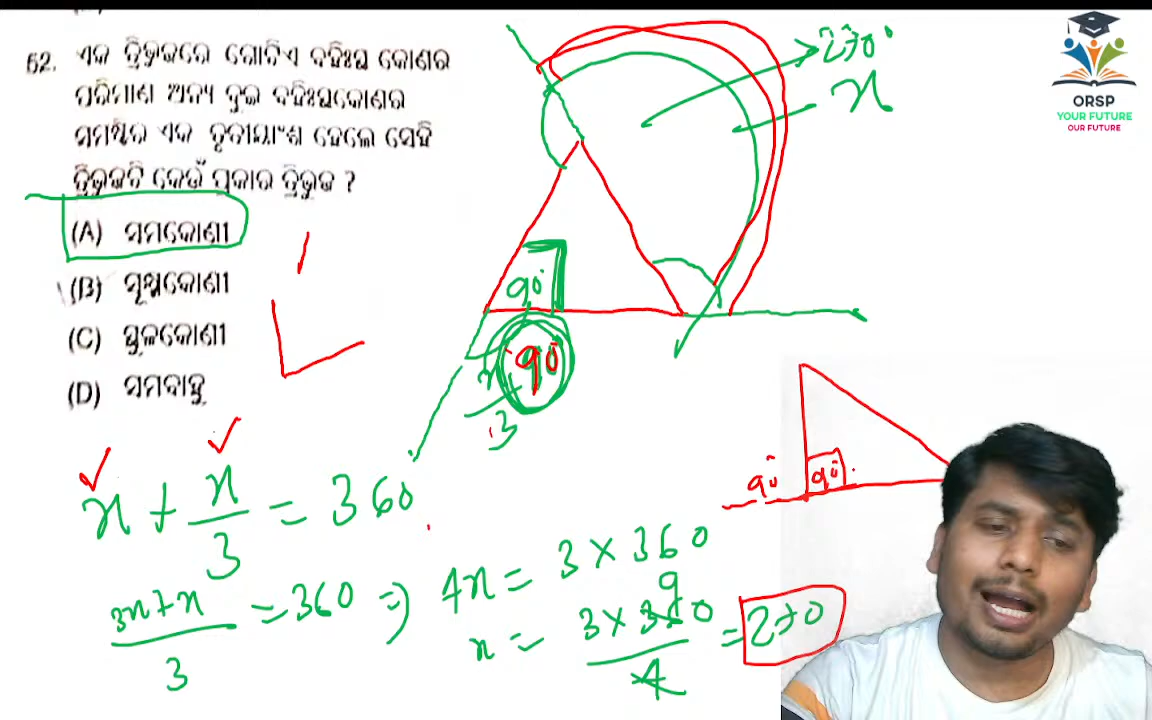 62. ଏକ ତ୍ରିଭୁଜରେ ଗୋଟିଏ ବହିଃସ୍ଥ କୋଣର
ପରିମାଣ ଅନ୍ୟ ଦୁଇ ବହିଃସ୍ଥକୋଣର
ସମଷ୍ଟିର ଏକ ତୃତୀୟାଂଶ ହେଲେ ସେହି
ତ୍ରିଭୁଜଟି କେଉଁ ପ୍ରକାର ତ୍ରିଭୁଜ ?
(A) ସମକୋଣୀ
(B) ସୂକ୍ଷ୍ମକୋଣୀ
(C) ସ୍ଥୁଳକୋଣୀ
(D) ସମବାହୁ
270°
x
90°
90°
x/3
90° 90°
x + x/3 = 360
3x+x/3 = 360 ⇒ 4x = 3 × 360
9
x = 3 × 360/4 = 270
ORSP
YOUR FUTURE
OUR FUTURE